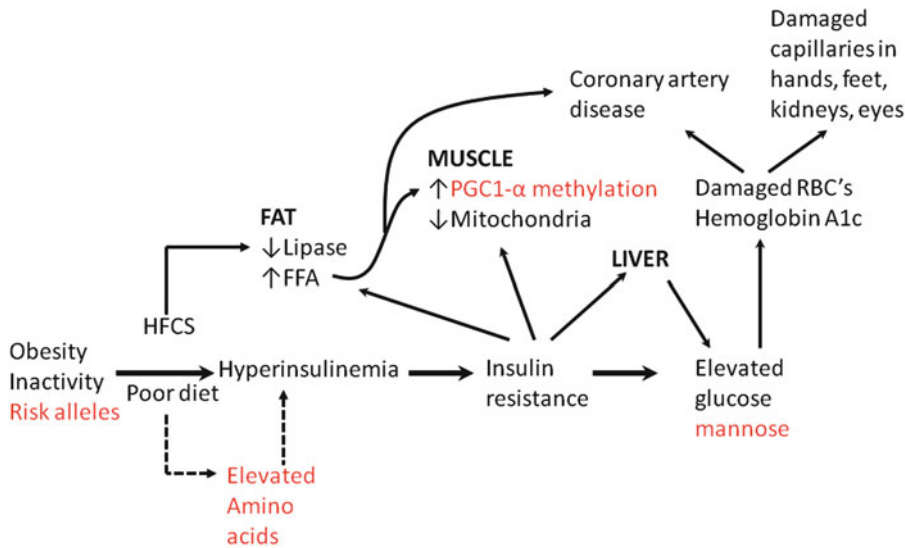 Damaged
capillaries in
hands, feet,
kidneys, eyes
Coronary artery
disease
MUSCLE
↑PGC1-α methylation
↓Mitochondria
Damaged RBC's
Hemoglobin A1c
FAT
↓Lipase
↑FFA
LIVER
HFCS
Obesity
Inactivity
Risk alleles
Poor diet
Hyperinsulinemia
Insulin
resistance
Elevated
glucose
mannose
Elevated
Amino
acids